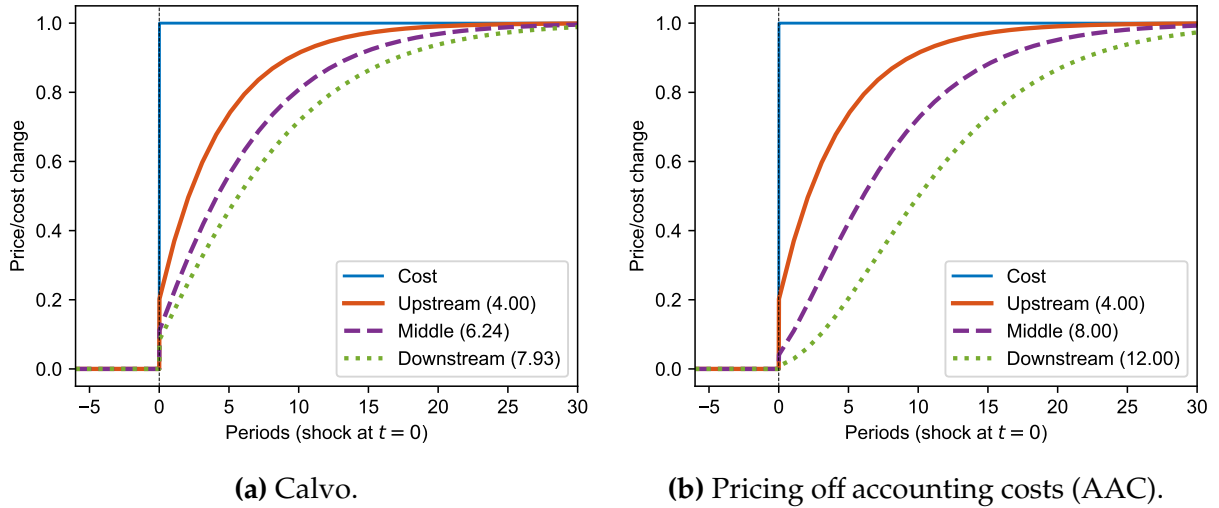 Price/cost change
1.0
0.8
0.6
0.4
0.2
0.0
Cost
Upstream (4.00)
Middle (6.24)
Downstream (7.93)
−5 0 5 10 15 20 25 30
Periods (shock at t = 0)
(a) Calvo.
Price/cost change
1.0
0.8
0.6
0.4
0.2
0.0
Cost
Upstream (4.00)
Middle (8.00)
Downstream (12.00)
−5 0 5 10 15 20 25 30
Periods (shock at t = 0)
(b) Pricing off accounting costs (AAC).